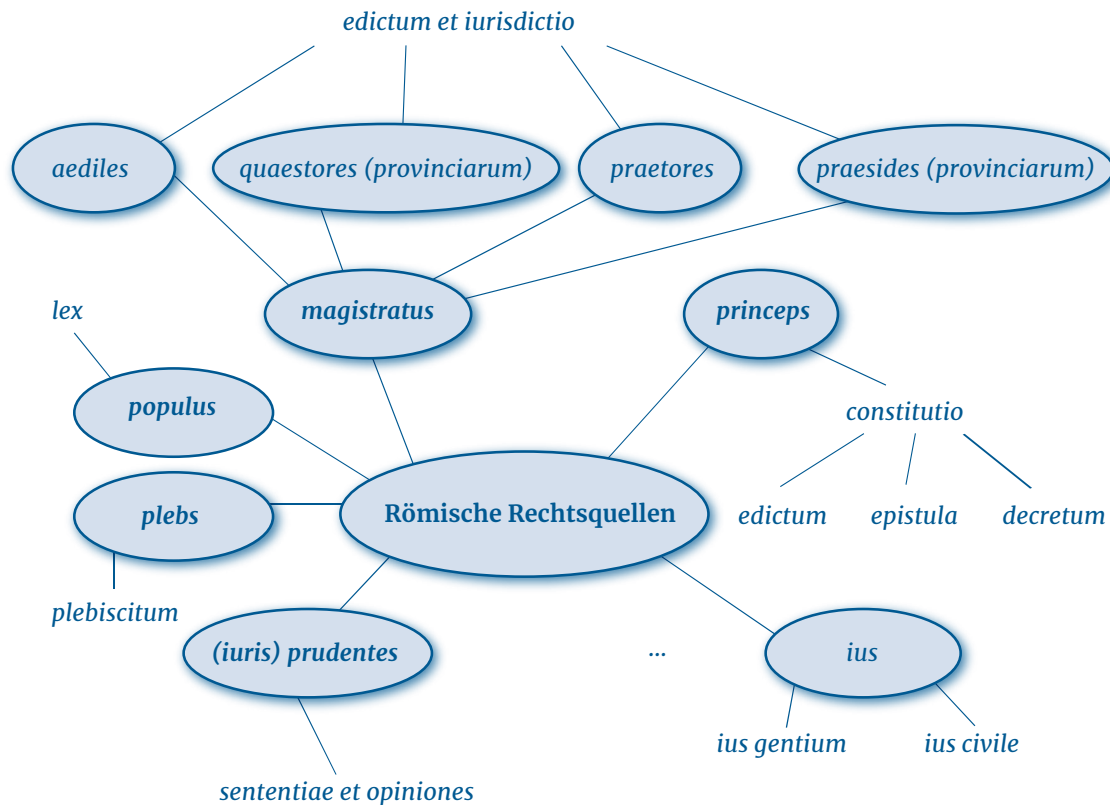 edictum et iurisdictio
aediles
quaestores (provinciarum)
praetores
praesides (provinciarum)
magistratus
princeps
lex
populus
constitutio
plebs
Römische Rechtsquellen
edictum
epistula
decretum
plebiscitum
(iuris) prudentes
...
ius
ius gentium
ius civile
sententiae et opiniones